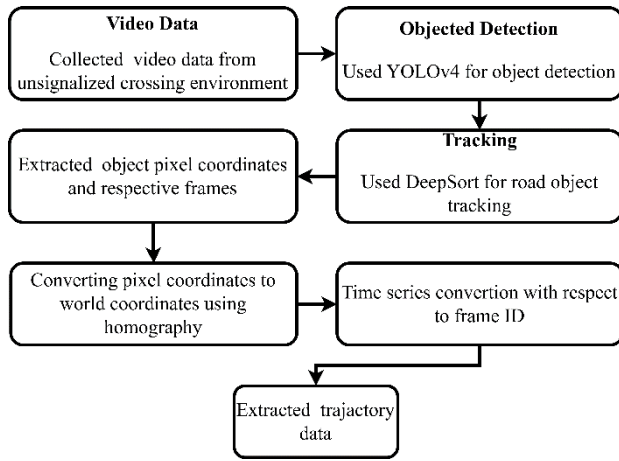 Video Data
Collected video data from
unsignalized crossing environment
Objected Detection
Used YOLOv4 for object detection
Tracking
Used DeepSort for road object
tracking
Extracted object pixel coordinates
and respective frames
Converting pixel coordinates to
world coordinates using
homography
Time series convertion with respect
to frame ID
Extracted trajactory
data